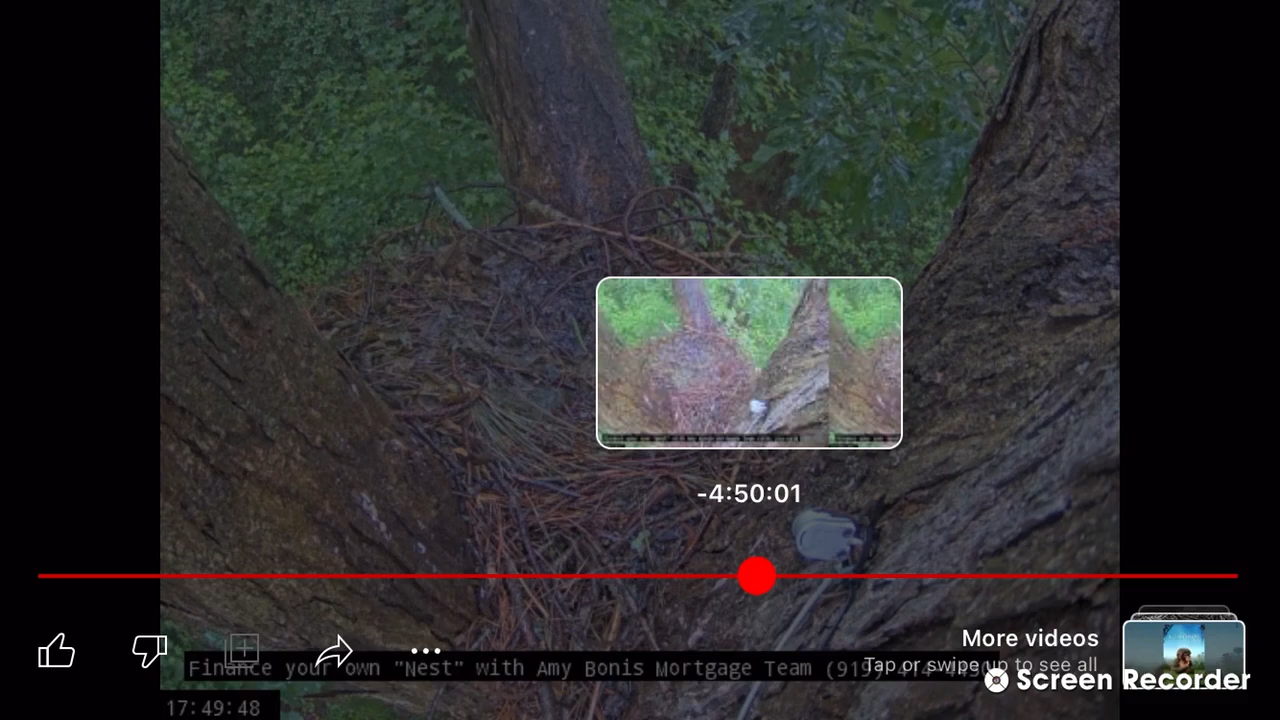 -4:50:01
More videos
Tap or swipe up to see all
Finance your own "Nest" with Amy Bonis Mortgage Team (919)
Screen Recorder
17:49:48